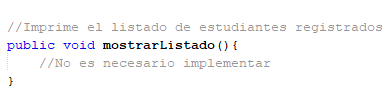 //Imprime el listado de estudiantes registrados
public void mostrarListado(){
//No es necesario implementar
}